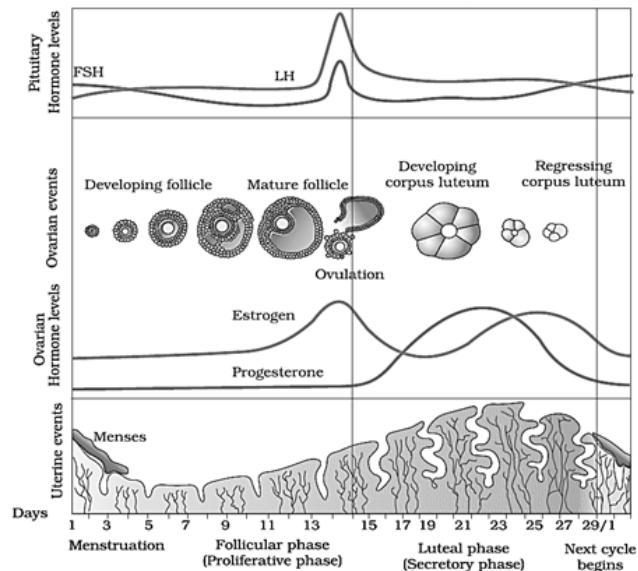 Pituitary
Hormone levels
FSH
LH
Ovarian events
Developing follicle
Mature follicle
Developing
corpus luteum
Regressing
corpus luteum
Ovulation
Ovarian
Hormone levels
Estrogen
Progesterone
Uterine events
Menses
Days
1 3 5 7 9 11 13 15 17 19 21 23 25 27 29/1
Menstruation
Follicular phase
(Proliferative phase)
Luteal phase
(Secretory phase)
Next cycle
begins